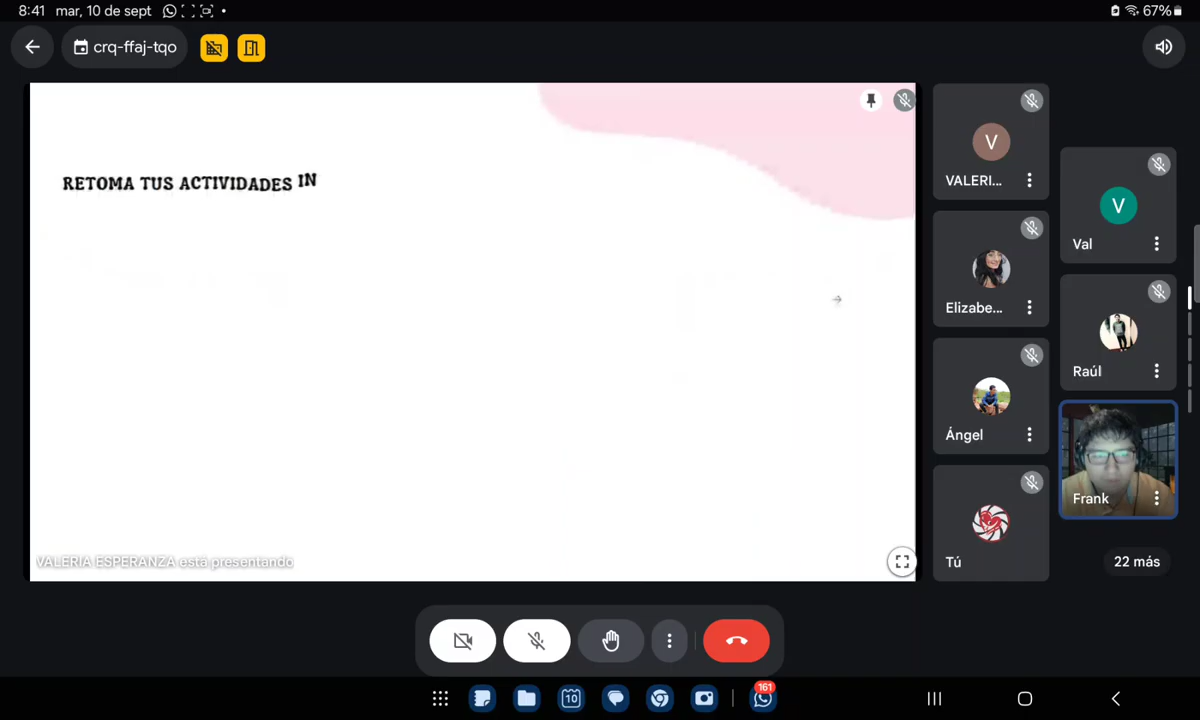 8:41 mar, 10 de sept
67%
crq-ffaj-tqo
RETOMA TUS ACTIVIDADES IN
VALERIA ESPERANZA está presentando
V
VALERI...
V
Val
Elizabe...
Raúl
Ángel
Frank
Tú
22 más
10
161